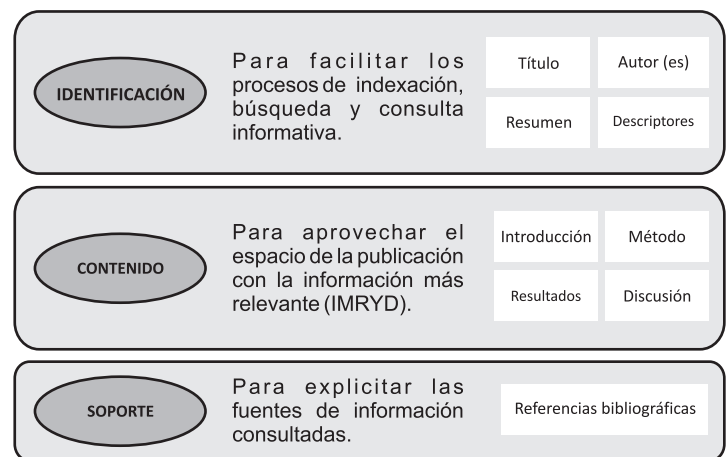 IDENTIFICACIÓN
Para facilitar los
procesos de indexación,
búsqueda y consulta
informativa.
Título
Autor (es)
Resumen
Descriptores
CONTENIDO
Para aprovechar el
espacio de la publicación
con la información más
relevante (IMRYD).
Introducción
Método
Resultados
Discusión
SOPORTE
Para explicitar las
fuentes de información
consultadas.
Referencias bibliográficas